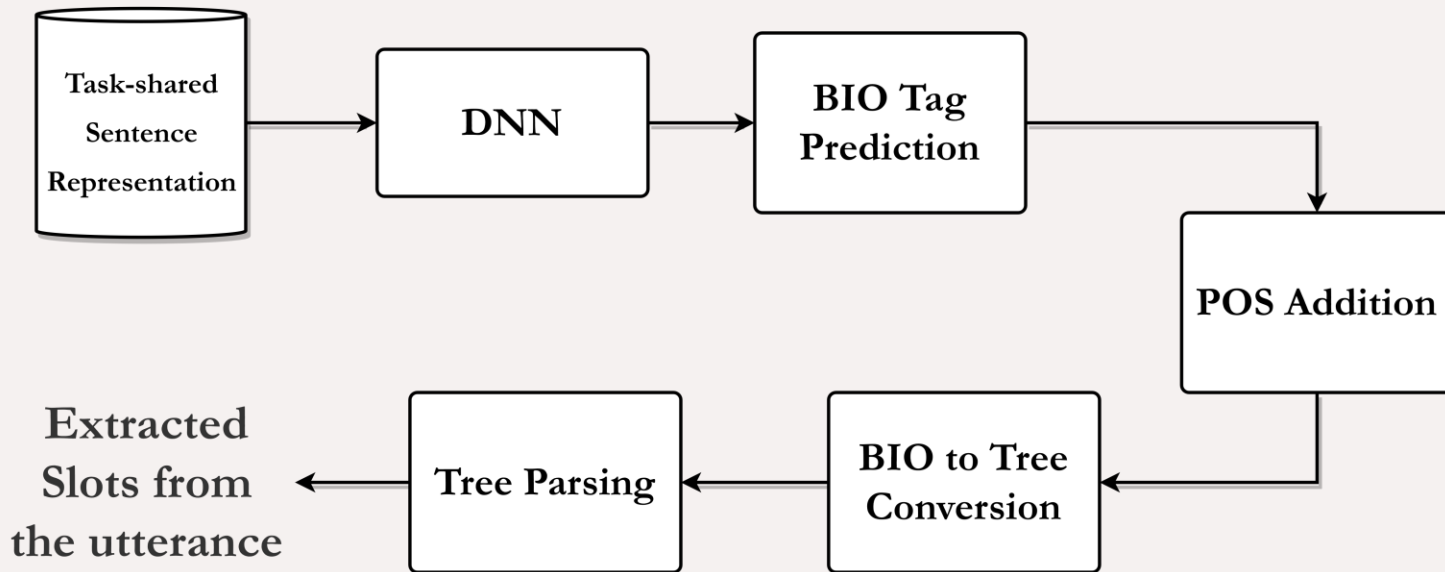 Task-shared
Sentence
Representation
DNN
BIO Tag
Prediction
POS Addition
BIO to Tree
Conversion
Tree Parsing
Extracted
Slots from
the utterance